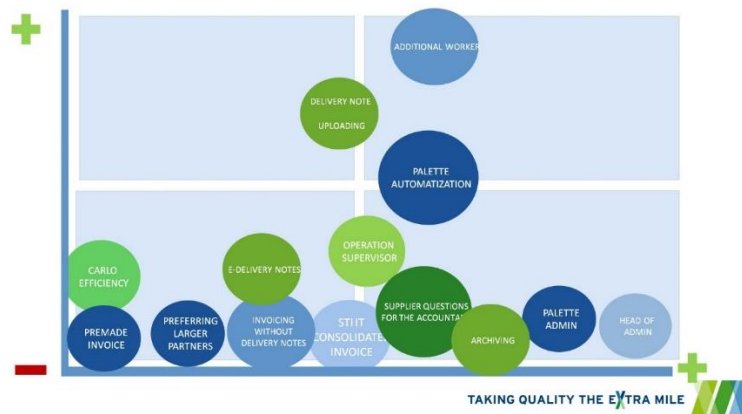 ADDITIONAL WORKER
DELIVERY NOTE
UPLOADING
PALETTE
AUTOMATIZATION
OPERATION
SUPERVISOR
E-DELIVERY NOTES
CARLO
EFFICIENCY
PREMADE
INVOICE
PREFERRING
LARGER
PARTNERS
INVOICING
WITHOUT
DELIVERY NOTES
CONSOLIDATE
INVOICE
SUPPLIER QUESTIONS
FOR THE ACCOUNTA
ARCHIVING
PALETTE
ADMIN
HEAD OF
ADMIN
TAKING QUALITY THE EXTRA MILE